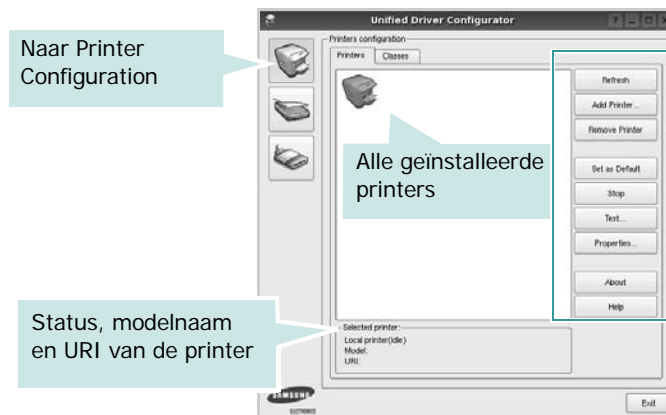 Unified Driver Configurator
Naar Printer
Configuration
Printers configuration
Printers
Classes
Refresh
Add Printer...
Remove Printer
Set as Default
Stop
Test...
Properties...
About
Help
Alle geïnstalleerde
printers
Status, modelnaam
en URI van de printer
Selected printer:
Local printer(idle)
Model:
URI:
SAMSUNG
ELECTRONICS
Exit